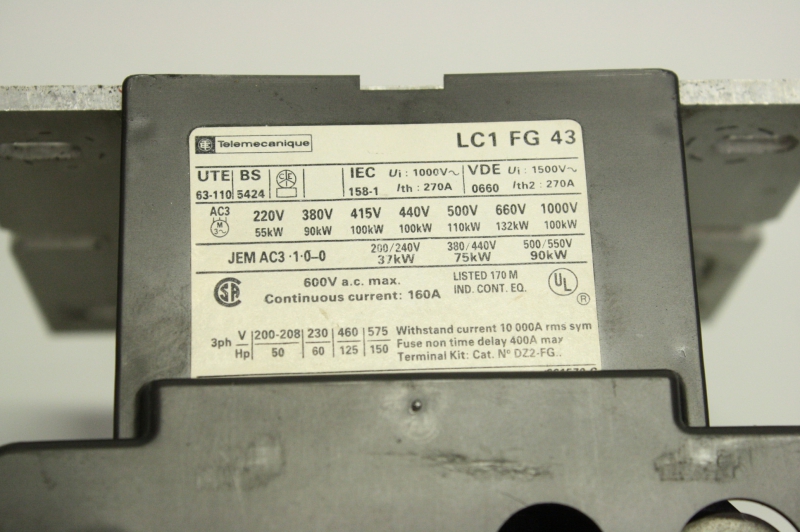 Telemecanique LC1 FG 43
UTE BS IEC Ui : 1000V~ VDE Ui : 1500V~
63-110 5424 158-1 Ith : 270A 0660 Ith2 : 270A
AC3 220V 380V 415V 440V 500V 660V 1000V
M 3~ 55kW 90kW 100kW 100kW 110kW 132kW 100kW
200/240V 380/440V 500/550V
JEM AC3·1·0-0 37kW 75kW 90kW
600V a.c. max. LISTED 170 M
Continuous current: 160A IND. CONT. EQ.
SA UL ®
3ph V 200-208 230 460 575 Withstand current 10 000A rms sym
Hp 50 60 125 150 Fuse non time delay 400A max
Terminal Kit: Cat. N° DZ2-FG..